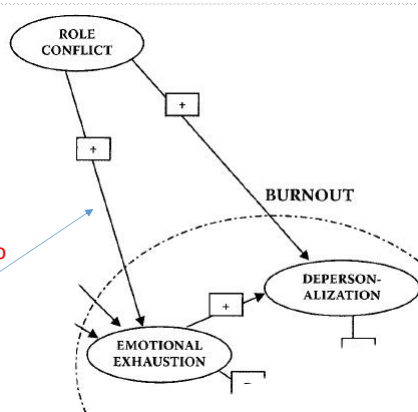 ROLE
CONFLICT
+
+
BURNOUT
DEPERSON-
ALIZATION
+
EMOTIONAL
EXHAUSTION